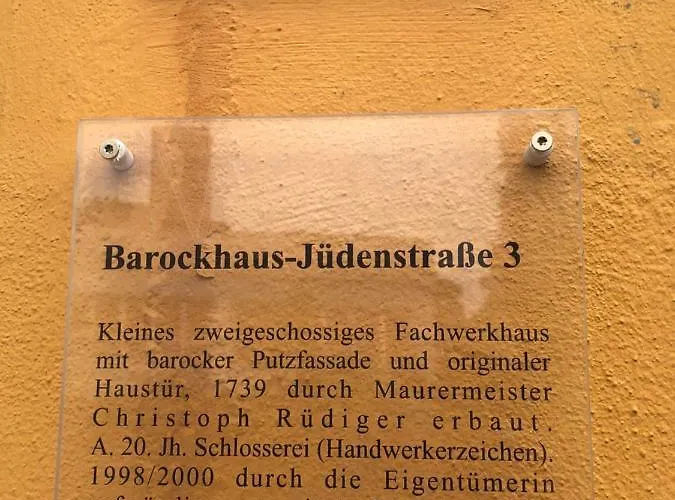 Barockhaus-Jüdenstraße 3
Kleines zweigeschossiges Fachwerkhaus
mit barocker Putzfassade und originaler
Haustür, 1739 durch Maurermeister
Christoph Rüdiger erbaut.
A. 20. Jh. Schlosserei (Handwerkerzeichen).
1998/2000 durch die Eigentümerin